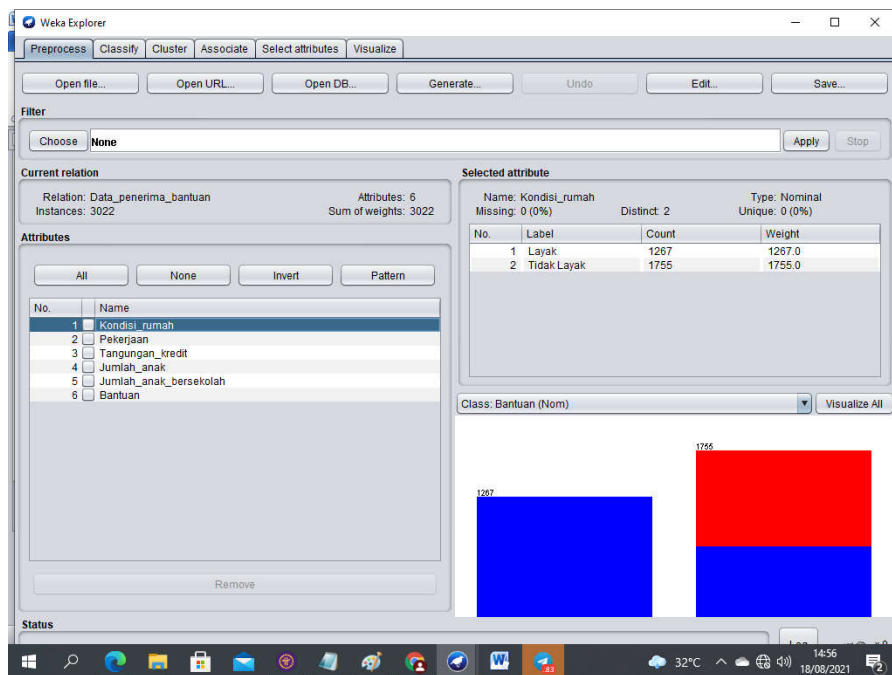 Weka Explorer
Preprocess Classify Cluster Associate Select attributes Visualize
Open file... Open URL... Open DB... Generate... Undo Edit... Save...
Filter
Choose None Apply Stop
Current relation
Relation: Data_penerima_bantuan Attributes: 6
Instances: 3022 Sum of weights: 3022
Attributes
All None Invert Pattern
No. Name
1 Kondisi_rumah
2 Pekerjaan
3 Tangungan_kredit
4 Jumlah_anak
5 Jumlah_anak_bersekolah
6 Bantuan
Remove
Selected attribute
Name: Kondisi_rumah Type: Nominal
Missing: 0 (0%) Distinct: 2 Unique: 0 (0%)
No. Label Count Weight
1 Layak 1267 1267.0
2 Tidak Layak 1755 1755.0
Class: Bantuan (Nom) Visualize All
1755
1267
Status
32°C 14:56
18/08/2021